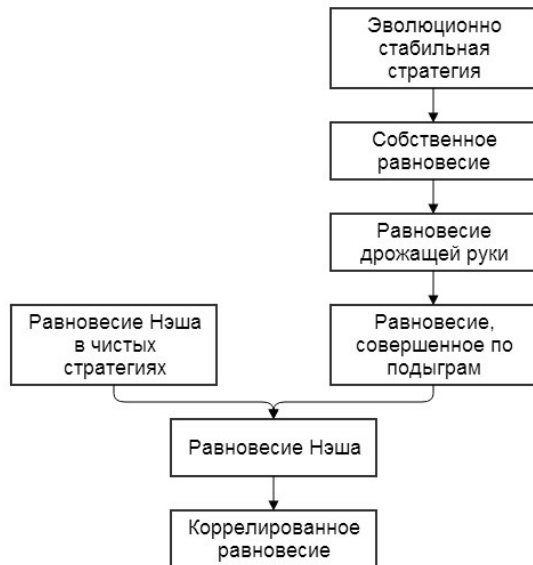 Эволюционно
стабильная
стратегия
Собственное
равновесие
Равновесие
дрожащей руки
Равновесие Нэша
в чистых
стратегиях
Равновесие,
совершенное по
подыграм
Равновесие Нэша
Коррелированное
равновесие